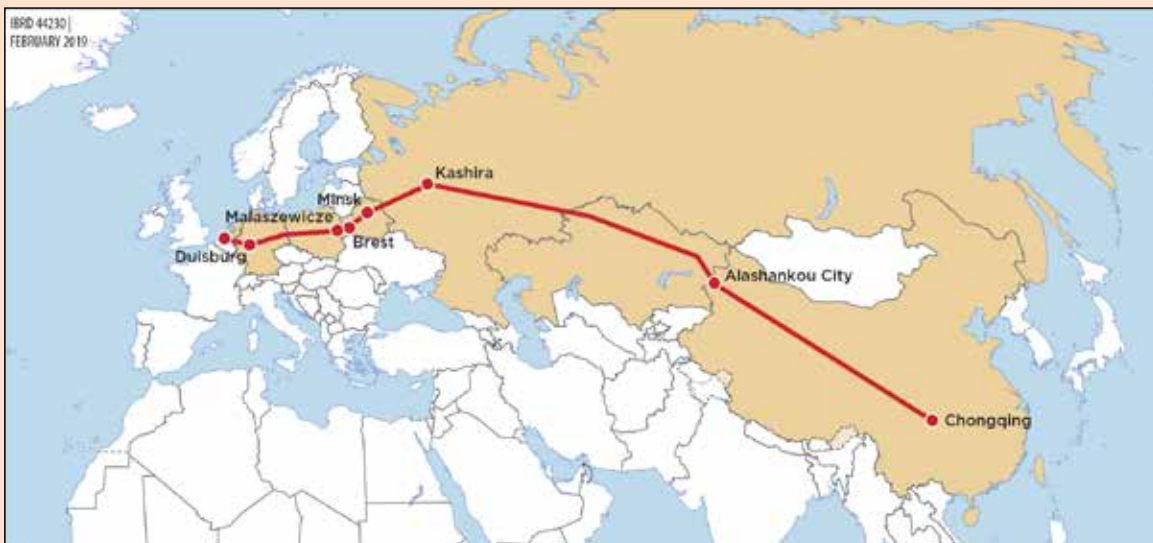 IBRD 44230 |
FEBRUARY 2019
Kashira
Minsk
Malaszewicze
Brest
Duisburg
Alashankou City
Chongqing